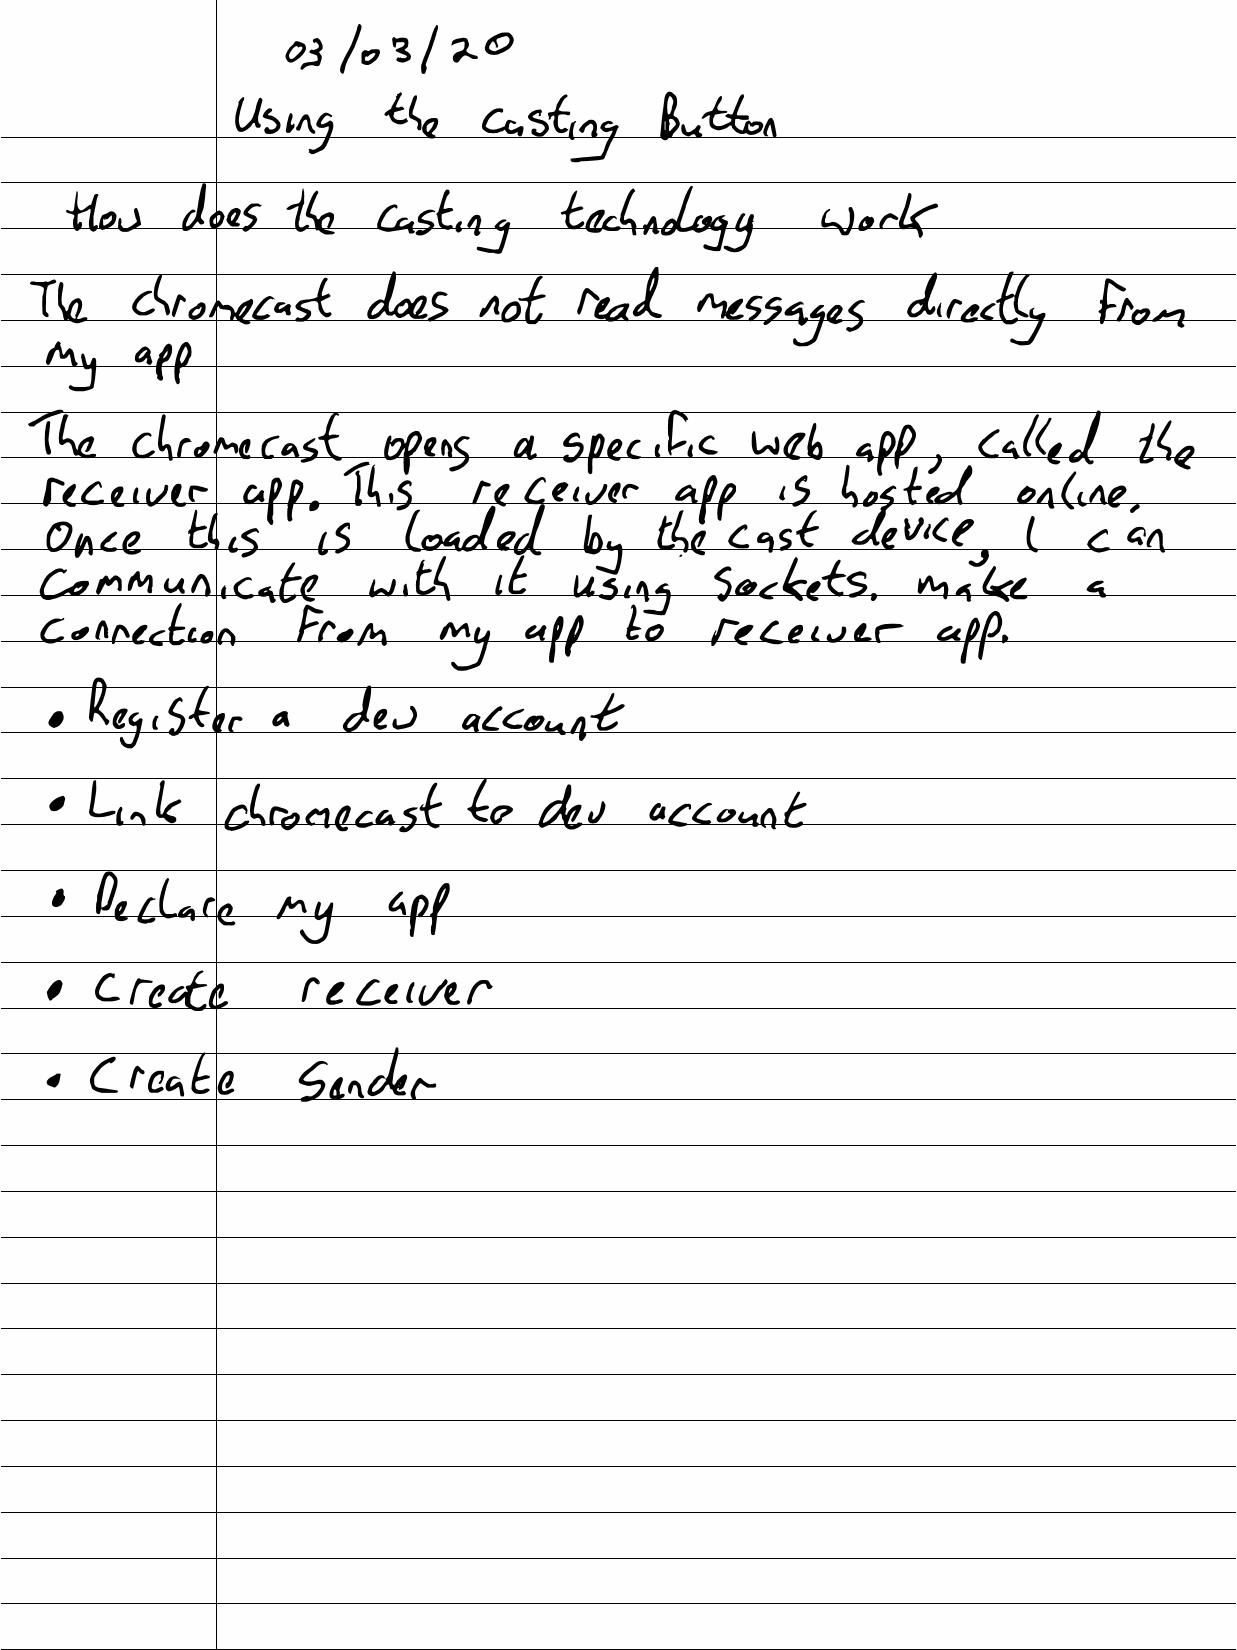 03/03/20
Using the casting Button
How does the casting technology work
The chromecast does not read messages directly from
my app
The chromecast opens a specific web app, called the
receiver app. This receiver app is hosted online.
Once this is loaded by the cast device, I can
communicate with it using sockets. make a
connection from my app to receiver app.
• Register a dev account
• Link chromecast to dev account
• Declare my app
• Create receiver
• Create Sender